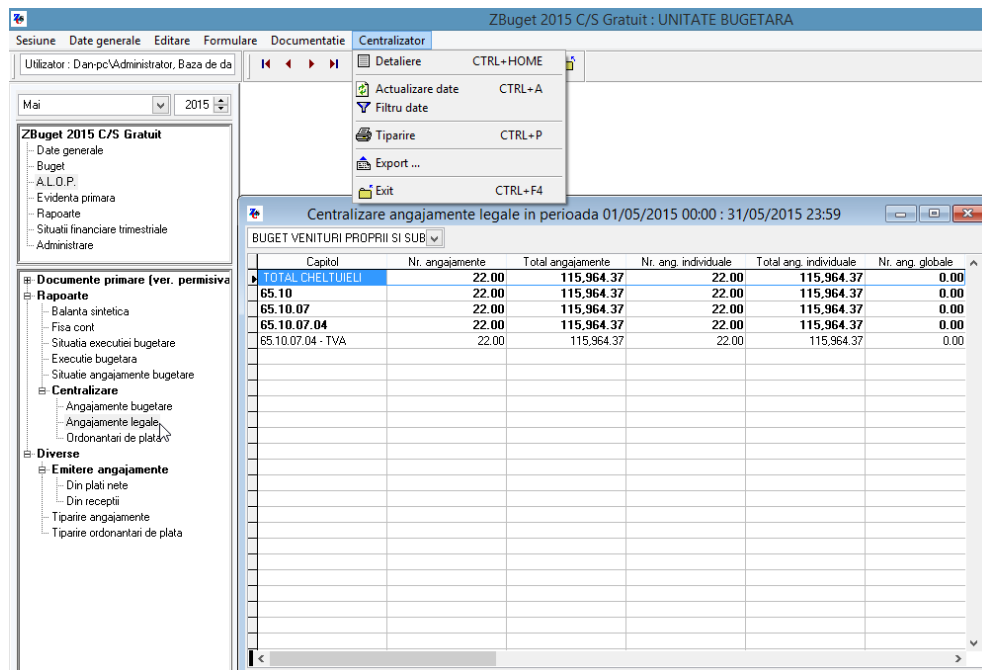 ZBuget 2015 C/S Gratuit : UNITATE BUGETARA
Sesiune Date generale Editare Formulare Documentatie Centralizator
Utilizator : Dan-pc\Administrator, Baza de da
Detaliere CTRL+HOME
Actualizare date CTRL+A
Filtru date
Tiparire CTRL+P
Export ...
Exit CTRL+F4
Mai 2015
ZBuget 2015 C/S Gratuit
Date generale
Buget
A.L.O.P.
Evidenta primara
Rapoarte
Situatii financiare trimestriale
Administrare
Documente primare (ver. permisiva
Rapoarte
Balanta sintetica
Fisa cont
Situatia executiei bugetare
Executie bugetara
Situatie angajamente bugetare
Centralizare
Angajamente bugetare
Angajamente legale
Ordonantari de plata
Diverse
Emitere angajamente
Din plati nete
Din receptii
Tiparire angajamente
Tiparire ordonantari de plata
Centralizare angajamente legale in perioada 01/05/2015 00:00 : 31/05/2015 23:59
BUGET VENITURI PROPRII SI SUB
Capitol Nr. angajamente Total angajamente Nr. ang. individuale Total ang. individuale Nr. ang. globale
TOTAL CHELTUIELI 22.00 115,964.37 22.00 115,964.37 0.00
65.10 22.00 115,964.37 22.00 115,964.37 0.00
65.10.07 22.00 115,964.37 22.00 115,964.37 0.00
65.10.07.04 22.00 115,964.37 22.00 115,964.37 0.00
65.10.07.04 - TVA 22.00 115,964.37 22.00 115,964.37 0.00